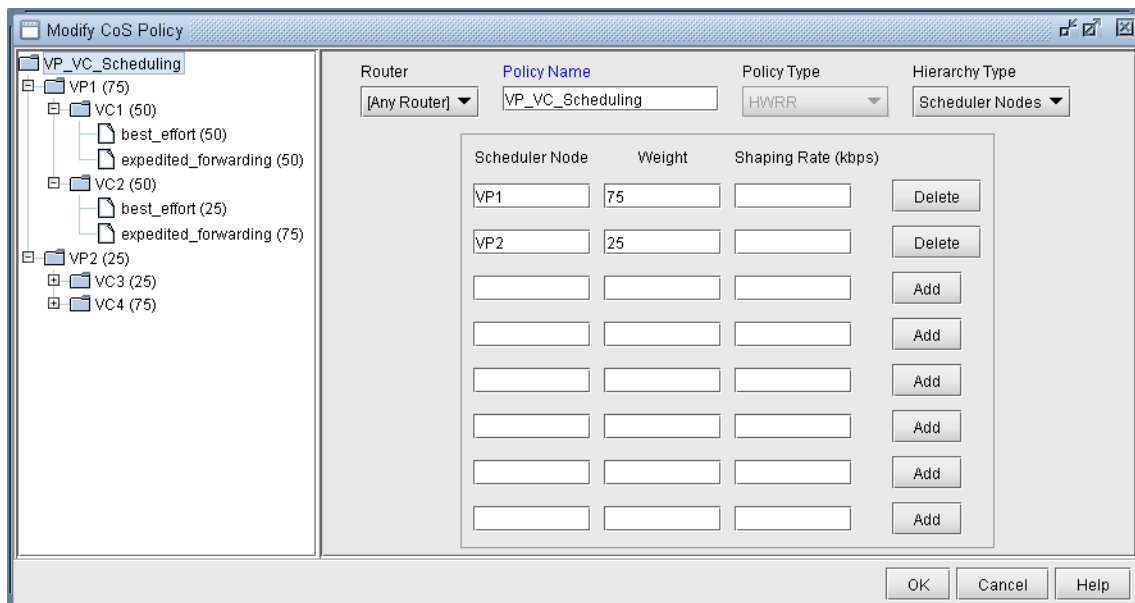 Modify CoS Policy
VP_VC_Scheduling
VP1 (75)
VC1 (50)
best_effort (50)
expedited_forwarding (50)
VC2 (50)
best_effort (25)
expedited_forwarding (75)
VP2 (25)
VC3 (25)
VC4 (75)
Router Policy Name Policy Type Hierarchy Type
[Any Router] VP_VC_Scheduling HWRR Scheduler Nodes
Scheduler Node Weight Shaping Rate (kbps)
VP1 75 Delete
VP2 25 Delete
Add
Add
Add
Add
Add
Add
OK Cancel Help